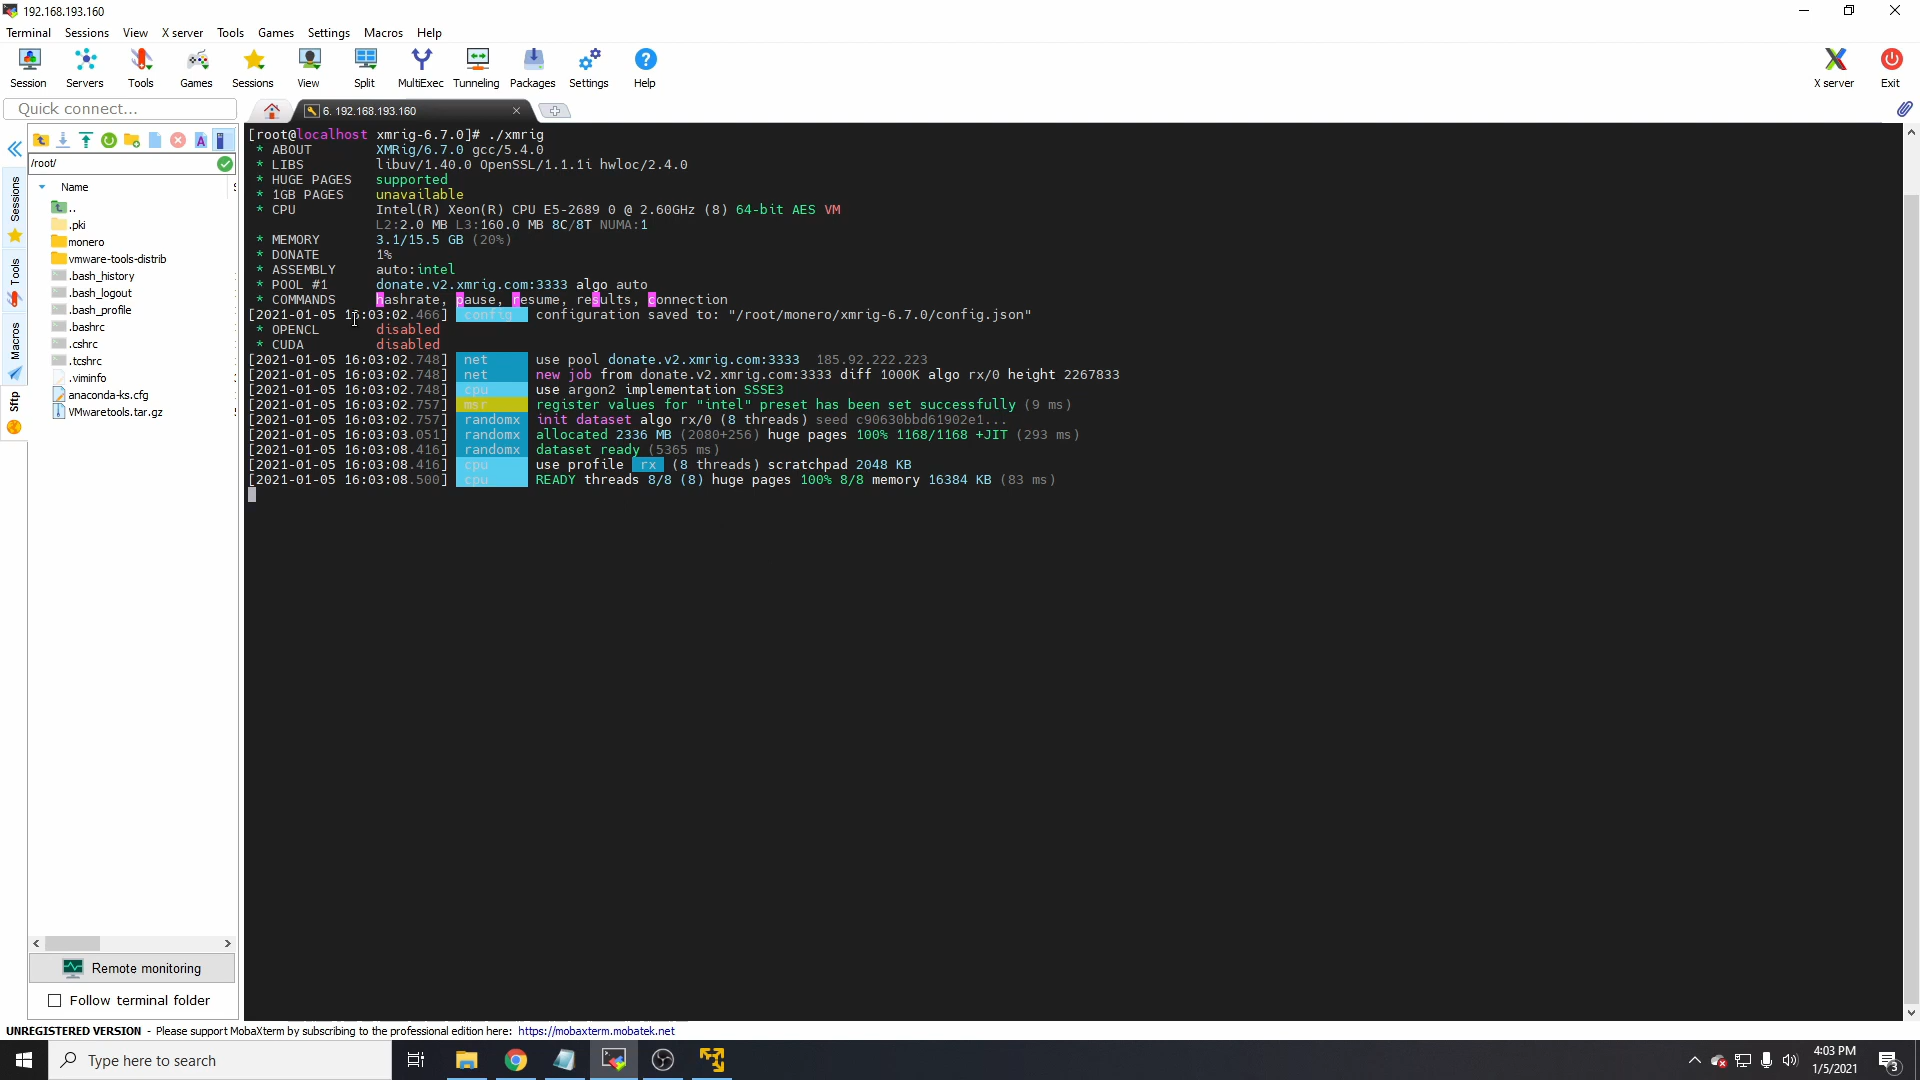 192.168.193.160
Terminal Sessions View X server Tools Games Settings Macros Help
Session Servers Tools Games Sessions View Split MultiExec Tunneling Packages Settings Help X server Exit
Quick connect...
6. 192.168.193.160
/root/
Name
..
.pki
monero
vmware-tools-distrib
.bash_history
.bash_logout
.bash_profile
.bashrc
.cshrc
.tcshrc
.viminfo
anaconda-ks.cfg
VMwaretools.tar.gz
Sessions
Tools
Macros
Sftp
Remote monitoring
Follow terminal folder
[root@localhost xmrig-6.7.0]# ./xmrig
* ABOUT XMRig/6.7.0 gcc/5.4.0
* LIBS libuv/1.40.0 OpenSSL/1.1.1i hwloc/2.4.0
* HUGE PAGES supported
* 1GB PAGES unavailable
* CPU Intel(R) Xeon(R) CPU E5-2689 0 @ 2.60GHz (8) 64-bit AES VM
L2:2.0 MB L3:160.0 MB 8C/8T NUMA:1
* MEMORY 3.1/15.5 GB (20%)
* DONATE 1%
* ASSEMBLY auto:intel
* POOL #1 donate.v2.xmrig.com:3333 algo auto
* COMMANDS hashrate, pause, resume, results, connection
[2021-01-05 16:03:02.466] config configuration saved to: "/root/monero/xmrig-6.7.0/config.json"
* OPENCL disabled
* CUDA disabled
[2021-01-05 16:03:02.748] net use pool donate.v2.xmrig.com:3333 185.92.222.223
[2021-01-05 16:03:02.748] net new job from donate.v2.xmrig.com:3333 diff 1000K algo rx/0 height 2267833
[2021-01-05 16:03:02.748] cpu use argon2 implementation SSSE3
[2021-01-05 16:03:02.757] msr register values for "intel" preset has been set successfully (9 ms)
[2021-01-05 16:03:02.757] randomx init dataset algo rx/0 (8 threads) seed c90630bbd61902e1...
[2021-01-05 16:03:03.051] randomx allocated 2336 MB (2080+256) huge pages 100% 1168/1168 +JIT (293 ms)
[2021-01-05 16:03:08.416] randomx dataset ready (5365 ms)
[2021-01-05 16:03:08.416] cpu use profile rx (8 threads) scratchpad 2048 KB
[2021-01-05 16:03:08.500] cpu READY threads 8/8 (8) huge pages 100% 8/8 memory 16384 KB (83 ms)
UNREGISTERED VERSION - Please support MobaXterm by subscribing to the professional edition here: https://mobaxterm.mobatek.net
Type here to search
4:03 PM
1/5/2021
3